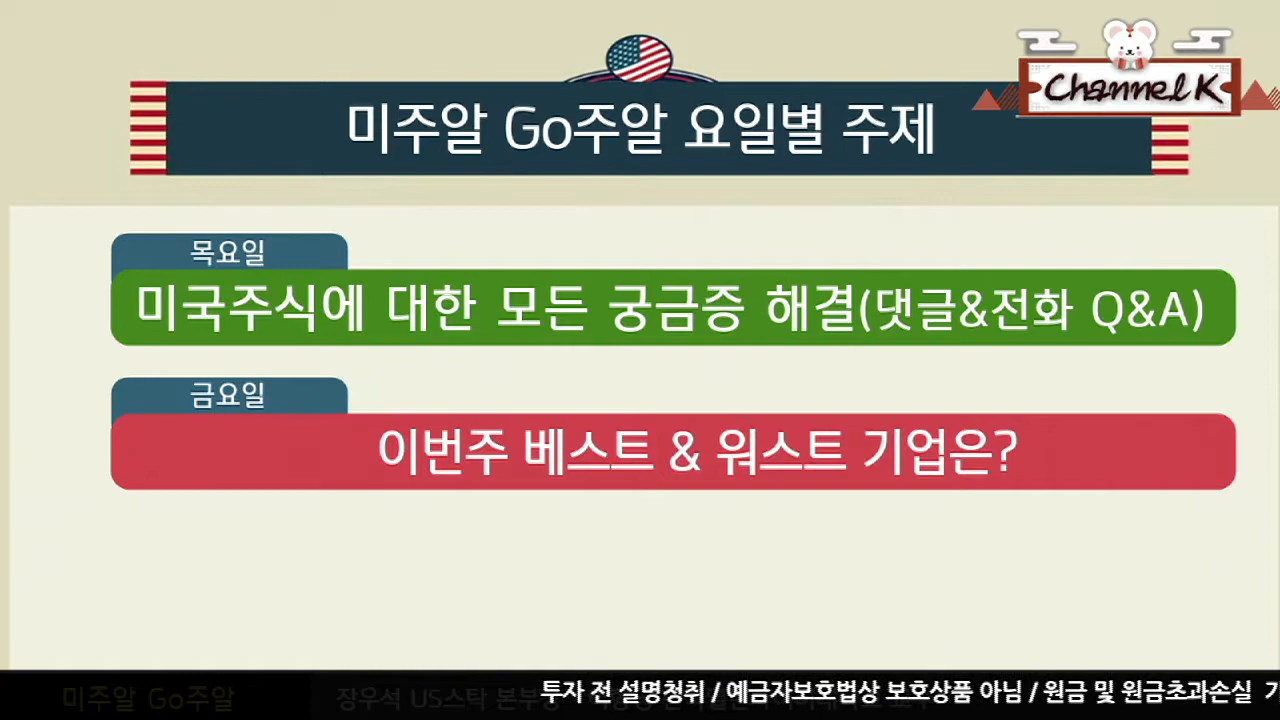 Channel K
미주알 Go주알 요일별 주제
목요일
미국주식에 대한 모든 궁금증 해결(댓글&전화 Q&A)
금요일
이번주 베스트 & 워스트 기업은?
미주알 Go주알
장우석 US스탁
투자 전 설명청취 / 예금자보호법상 보호상품 아님 / 원금 및 원금초과손실